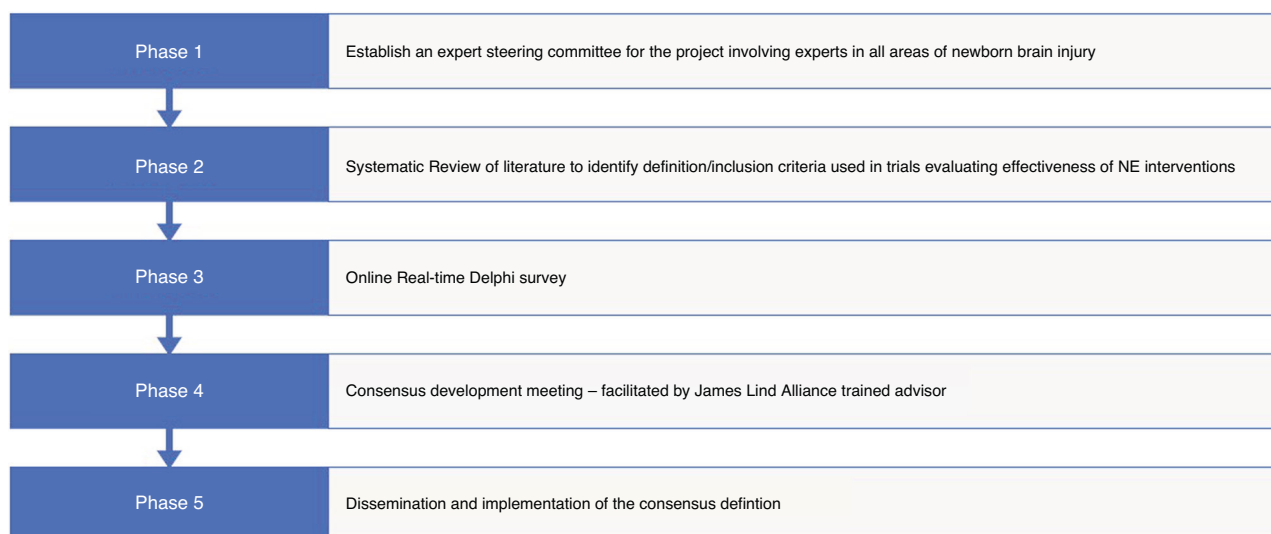 Phase 1
Establish an expert steering committee for the project involving experts in all areas of newborn brain injury
Phase 2
Systematic Review of literature to identify definition/inclusion criteria used in trials evaluating effectiveness of NE interventions
Phase 3
Online Real-time Delphi survey
Phase 4
Consensus development meeting – facilitated by James Lind Alliance trained advisor
Phase 5
Dissemination and implementation of the consensus defintion